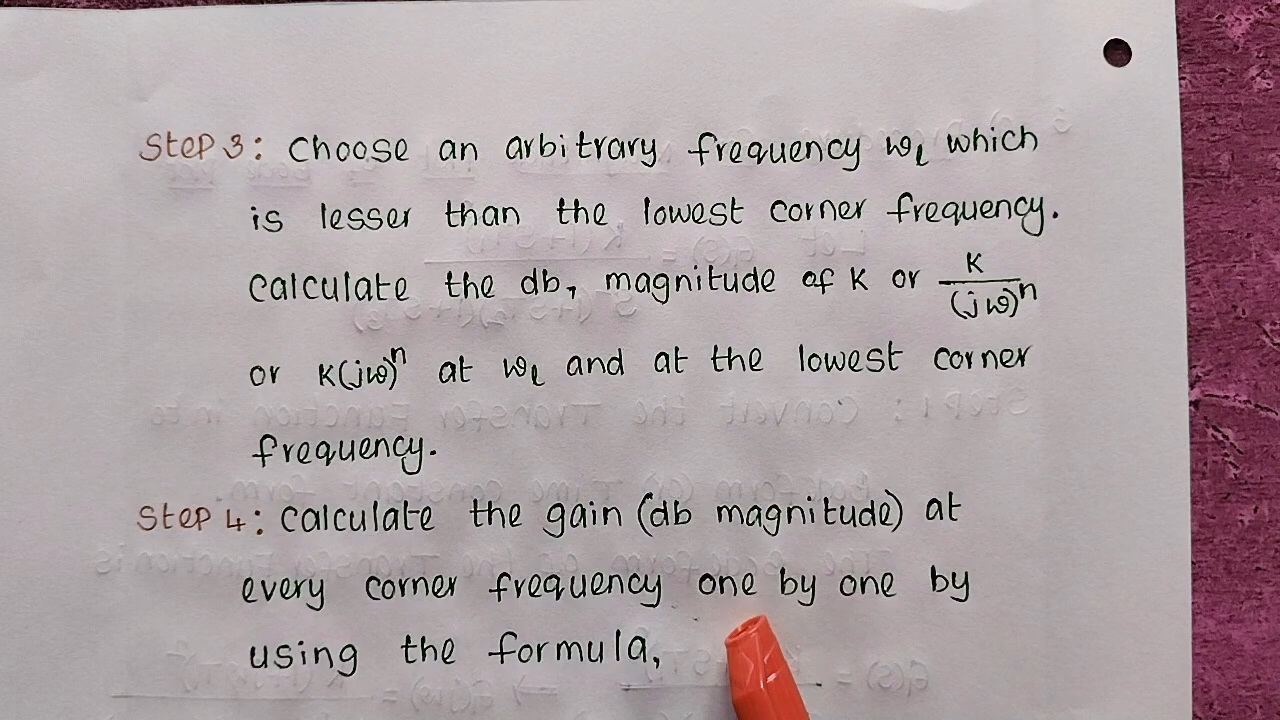 Step 3: Choose an arbitrary frequency ωl which
is lesser than the lowest corner frequency.
Calculate the db, magnitude of K or K/(jω)^n
or K(jω)^n at ωl and at the lowest corner
frequency.
Step 4: Calculate the gain (db magnitude) at
every corner frequency one by one by
using the formula,